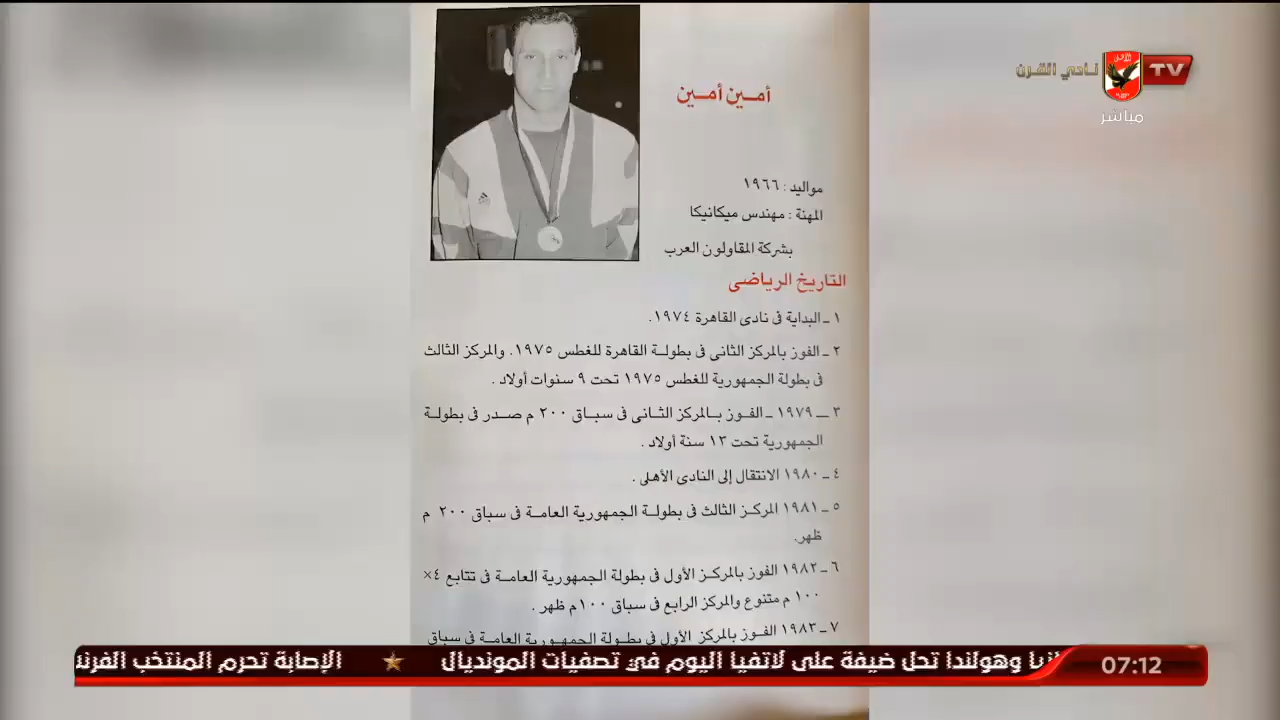 نادي القرن
TV
مباشر
أمين أمين
مواليد : ١٩٦٦
المهنة : مهندس ميكانيكا
بشركة المقاولون العرب
التاريخ الرياضى
١ ـ البداية فى نادى القاهرة ١٩٧٤.
٢ ـ الفوز بالمركز الثانى فى بطولة القاهرة للغطس ١٩٧٥. والمركز الثالث
فى بطولة الجمهورية للغطس ١٩٧٥ تحت ٩ سنوات أولاد .
٣ ـ ١٩٧٩ ـ الفوز بالمركز الثانى فى سباق ٢٠٠ م صدر فى بطولة
الجمهورية تحت ١٣ سنة أولاد .
٤ ـ ١٩٨٠ الانتقال إلى النادى الأهلى .
٥ ـ ١٩٨١ المركز الثالث فى بطولة الجمهورية العامة فى سباق ٢٠٠ م
ظهر.
٦ ـ ١٩٨٢ الفوز بالمركز الأول فى بطولة الجمهورية العامة فى تتابع ٤×
١٠٠ م متنوع والمركز الرابع فى سباق ١٠٠م ظهر .
٧ ـ ١٩٨٣ الفوز بالمركز الأول فى بطولة الجمهورية العامة فى سباق
وهولندا تحل ضيفة على لاتفيا اليوم في تصفيات المونديال ★ الإصابة تحرم المنتخب
07:12